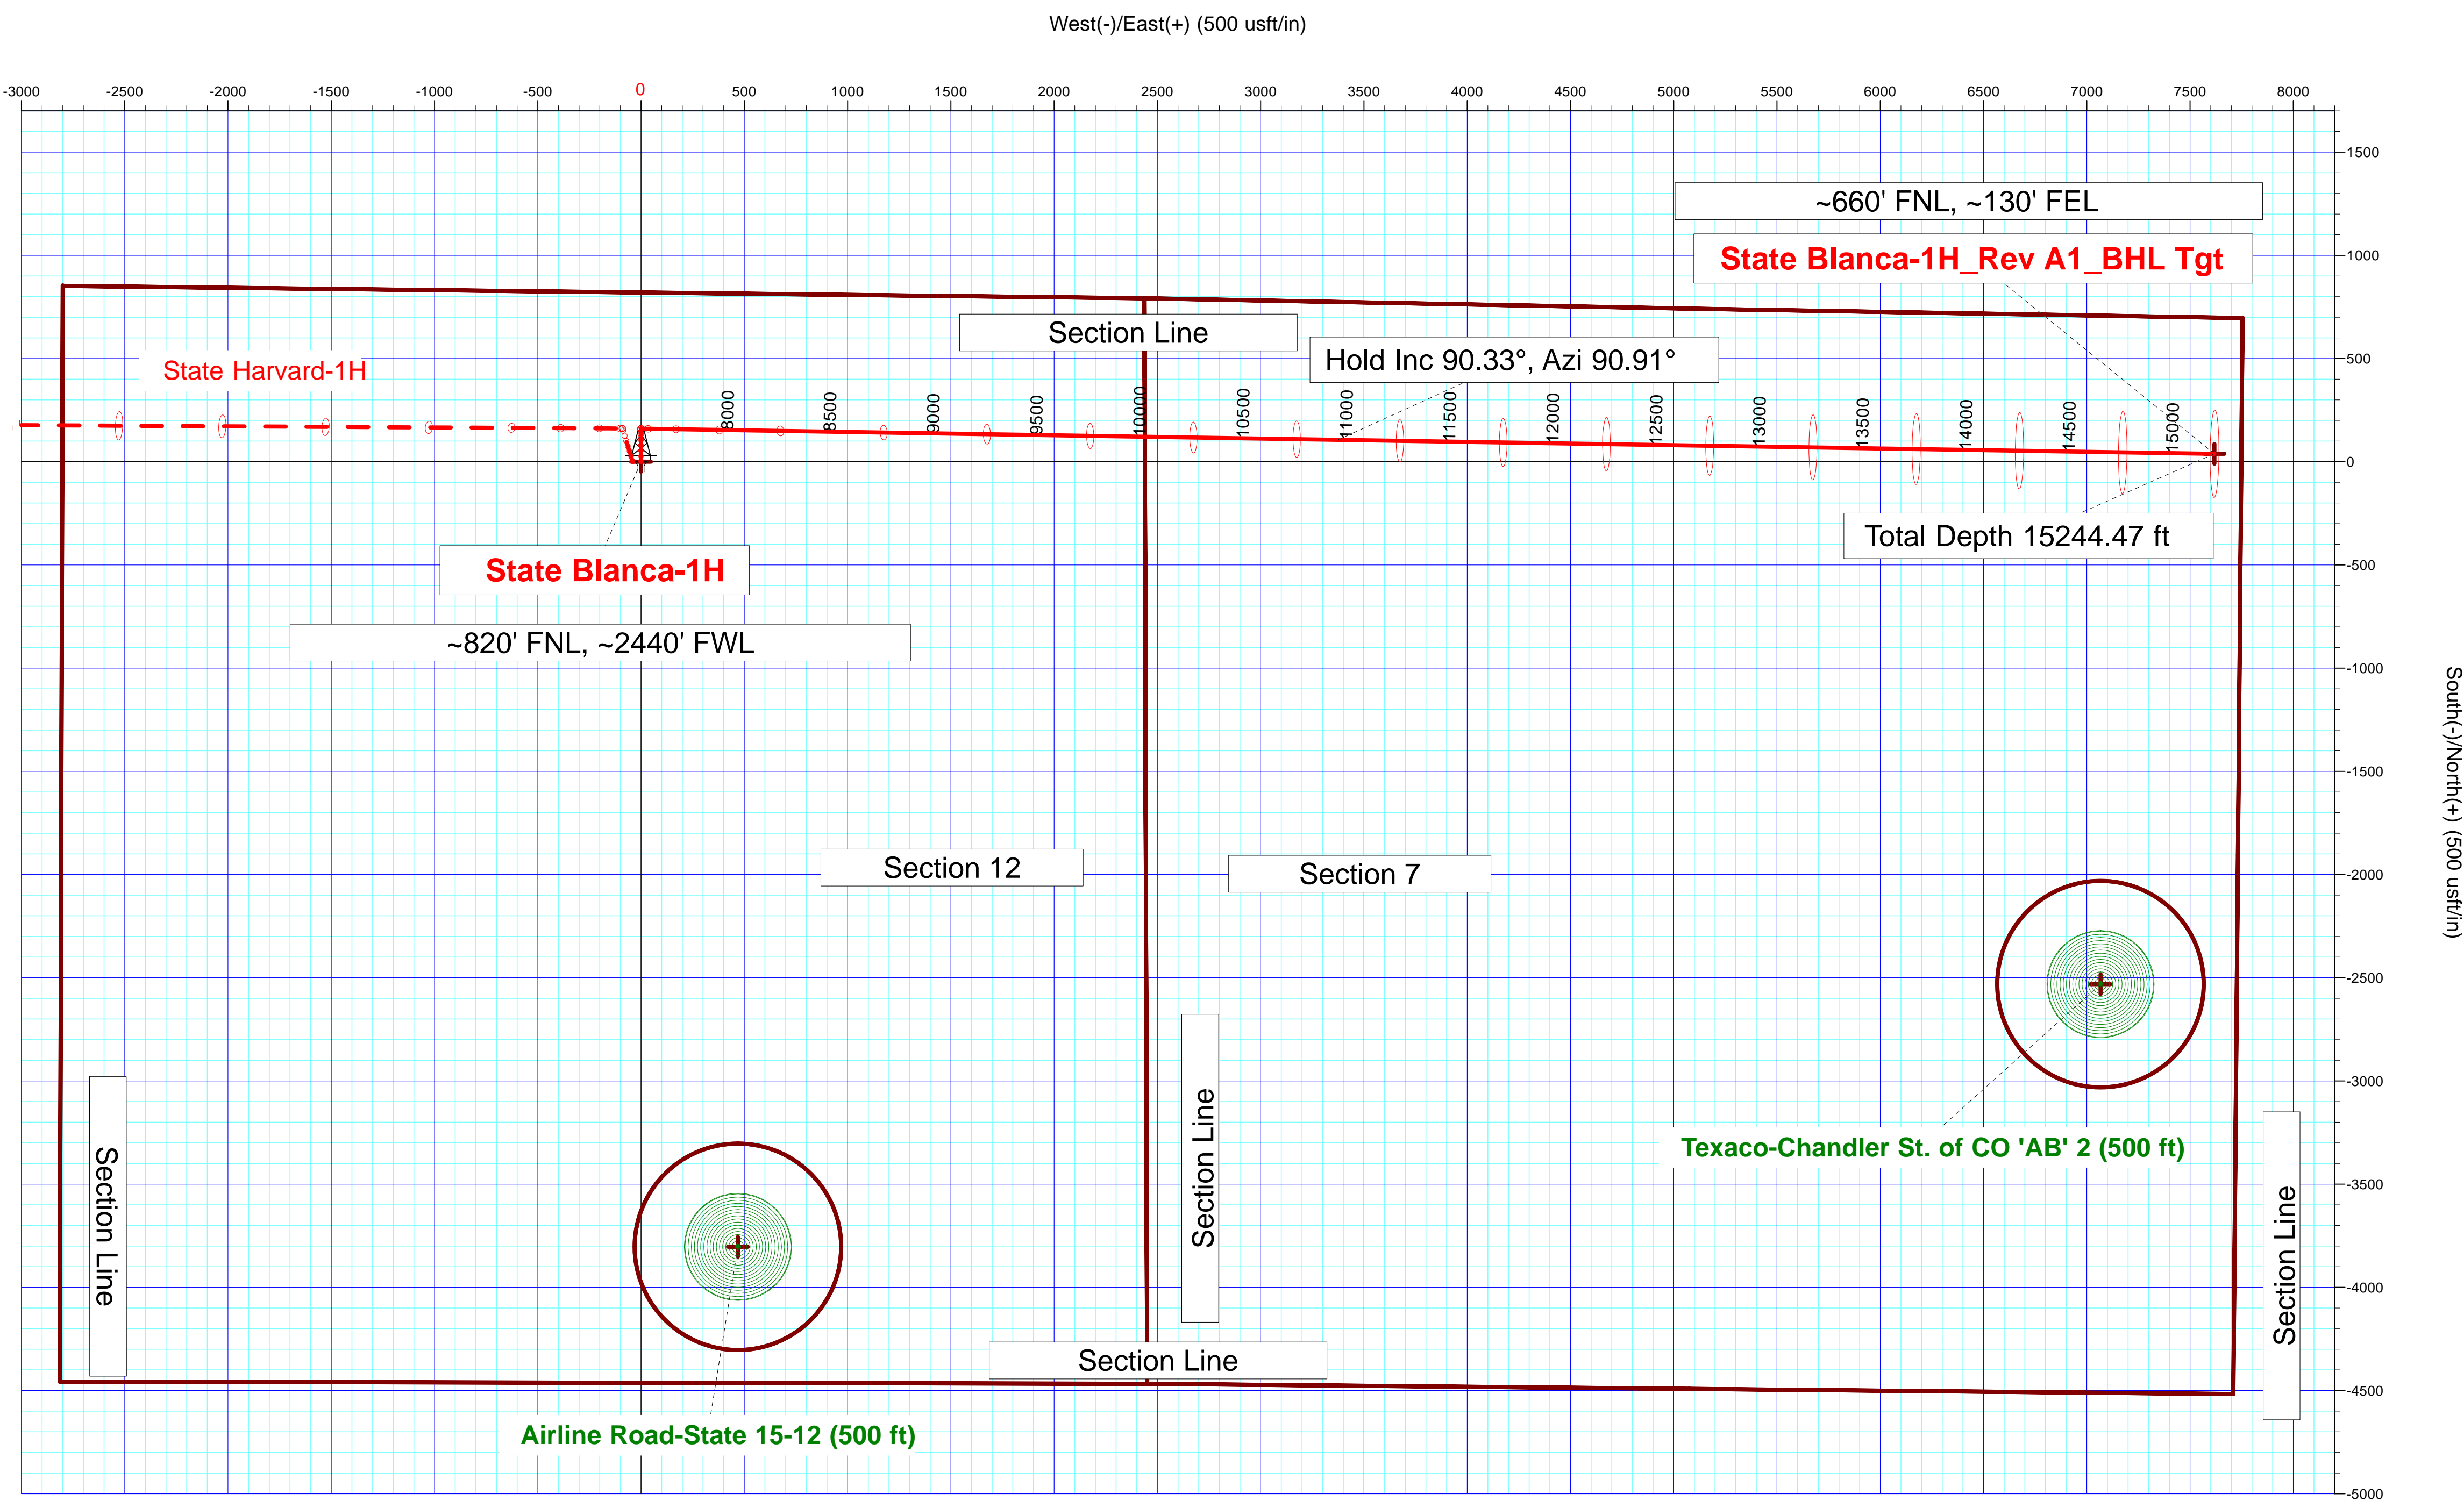 West(-)/East(+) (500 usft/in)
-3000 -2500 -2000 -1500 -1000 -500 0 500 1000 1500 2000 2500 3000 3500 4000 4500 5000 5500 6000 6500 7000 7500 8000
1500
~660' FNL, ~130' FEL
1000
State Blanca-1H_Rev A1_BHL Tgt
Section Line
500
Hold Inc 90.33°, Azi 90.91°
State Harvard-1H
8000 8500 9000 9500 10000 10500 11000 11500 12000 12500 13000 13500 14000 14500 15000
0
Total Depth 15244.47 ft
-500
State Blanca-1H
~820' FNL, ~2440' FWL
-1000
South(-)/North(+) (500 usft/in)
-1500
Section 12
Section 7
-2000
-2500
-3000
Texaco-Chandler St. of CO 'AB' 2 (500 ft)
Section Line
Section Line
Section Line
-3500
-4000
Section Line
-4500
Airline Road-State 15-12 (500 ft)
-5000